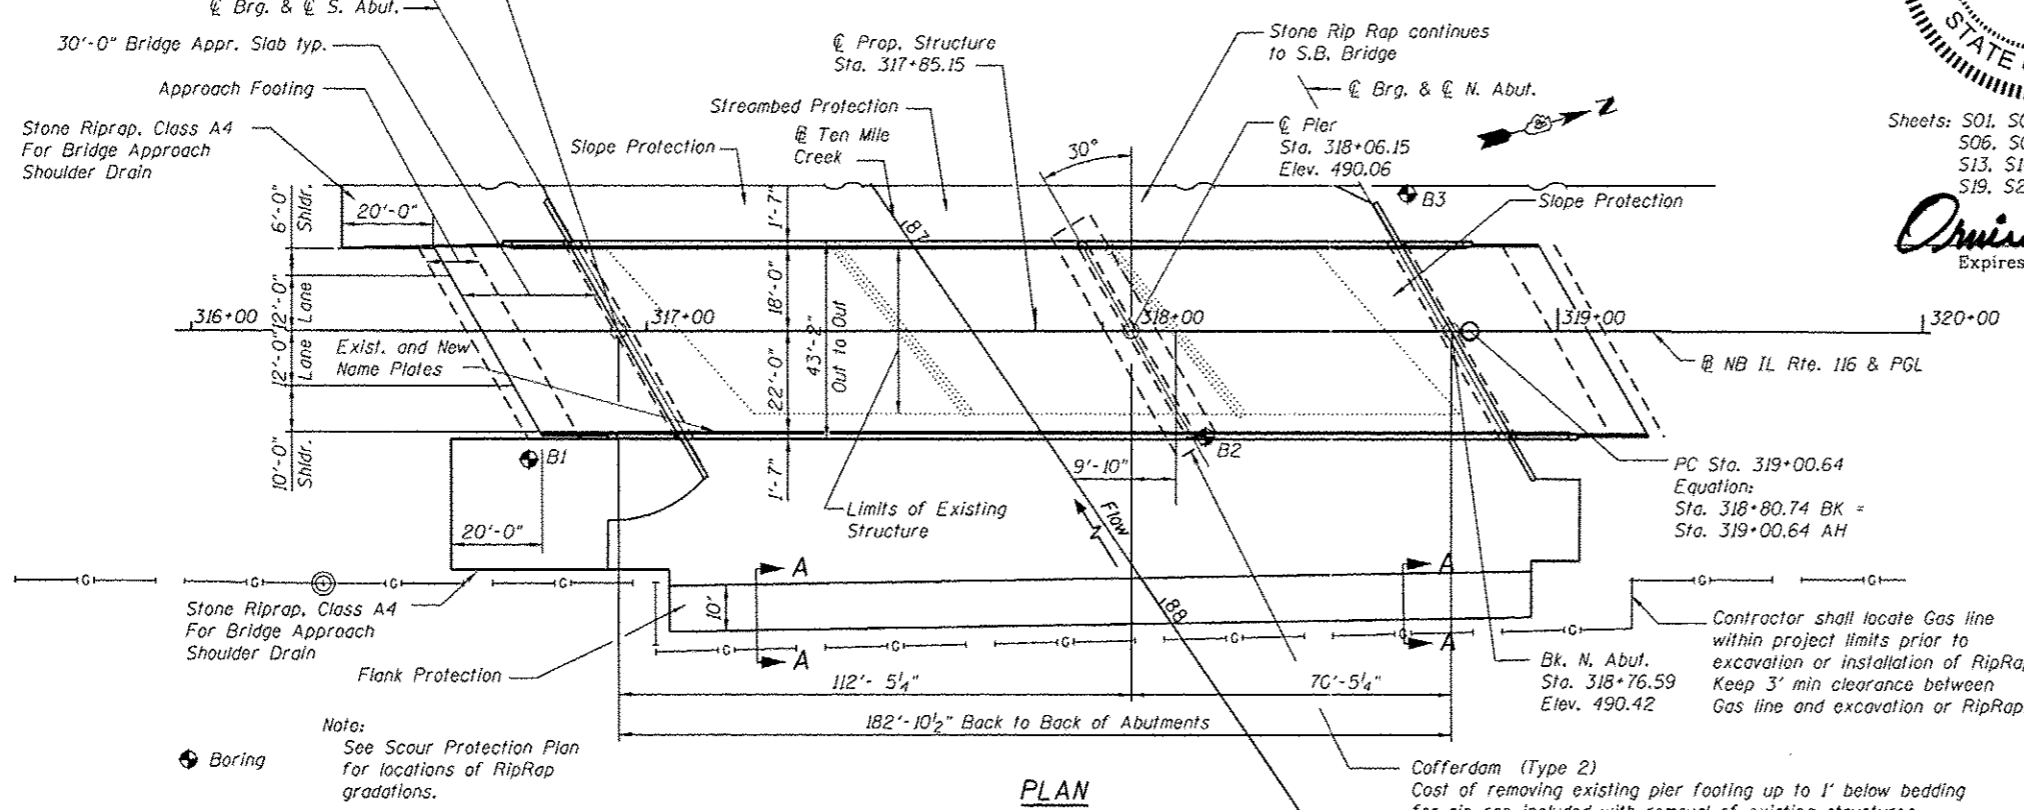 ℄ Brg. & ℄ S. Abut.
30'-0" Bridge Appr. Slab typ.
Approach Footing
Stone Riprap, Class A4
For Bridge Approach
Shoulder Drain
℄ Prop. Structure
Sta. 317+85.15
Streambed Protection
Slope Protection
℄ Ten Mile
Creek
Stone Rip Rap continues
to S.B. Bridge
℄ Brg. & ℄ N. Abut.
℄ Pier
Sta. 318+06.15
Elev. 490.06
30°
N
STATE
Sheets: S01, S0
S06, S0
S13, S1
S19, S2
Expires
B3
Slope Protection
6'-0"
Shldr.
20'-0"
1'-7"
87
12'-0"
Lane
18'-0"
43'-2"
Out to Out
316+00
317+00
318+00
319+00
320+00
12'-0"
Lane
Exist. and New
Name Plates
22'-0"
℄ NB IL Rte. 116 & PGL
10'-0"
Shldr.
B1
1'-7"
B2
9'-10"
Limits of Existing
Structure
Flow
PC Sta. 319+00.64
Equation:
Sta. 318+80.74 BK =
Sta. 319+00.64 AH
20'-0"
A
A
G G G G G G
Stone Riprap, Class A4
For Bridge Approach
Shoulder Drain
10'
88
G G G G G G
A
A
Flank Protection
Contractor shall locate Gas line
within project limits prior to
excavation or installation of RipRap
Keep 3' min clearance between
Gas line and excavation or RipRap.
Bk. N. Abut.
Sta. 318+76.59
Elev. 490.42
112'- 5¼"
70'-5¼"
182'-10½" Back to Back of Abutments
Boring
Note:
See Scour Protection Plan
for locations of RipRap
gradations.
PLAN
Cofferdam (Type 2)
Cost of removing existing pier footing up to 1' below bedding
for rip rap included with removal of existing structures